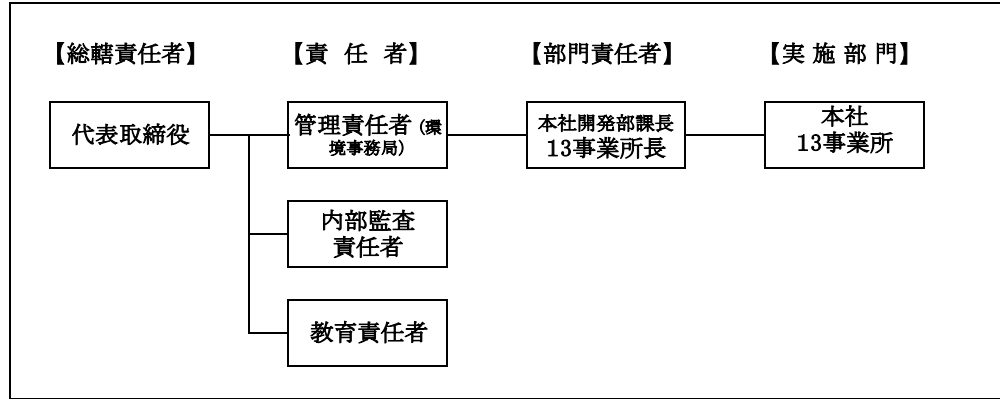 【総轄責任者】
【責 任 者】
【部門責任者】
【実 施 部 門】
代表取締役
管理責任者 (環
境事務局)
本社開発部課長
13事業所長
本社
13事業所
内部監査
責任者
教育責任者